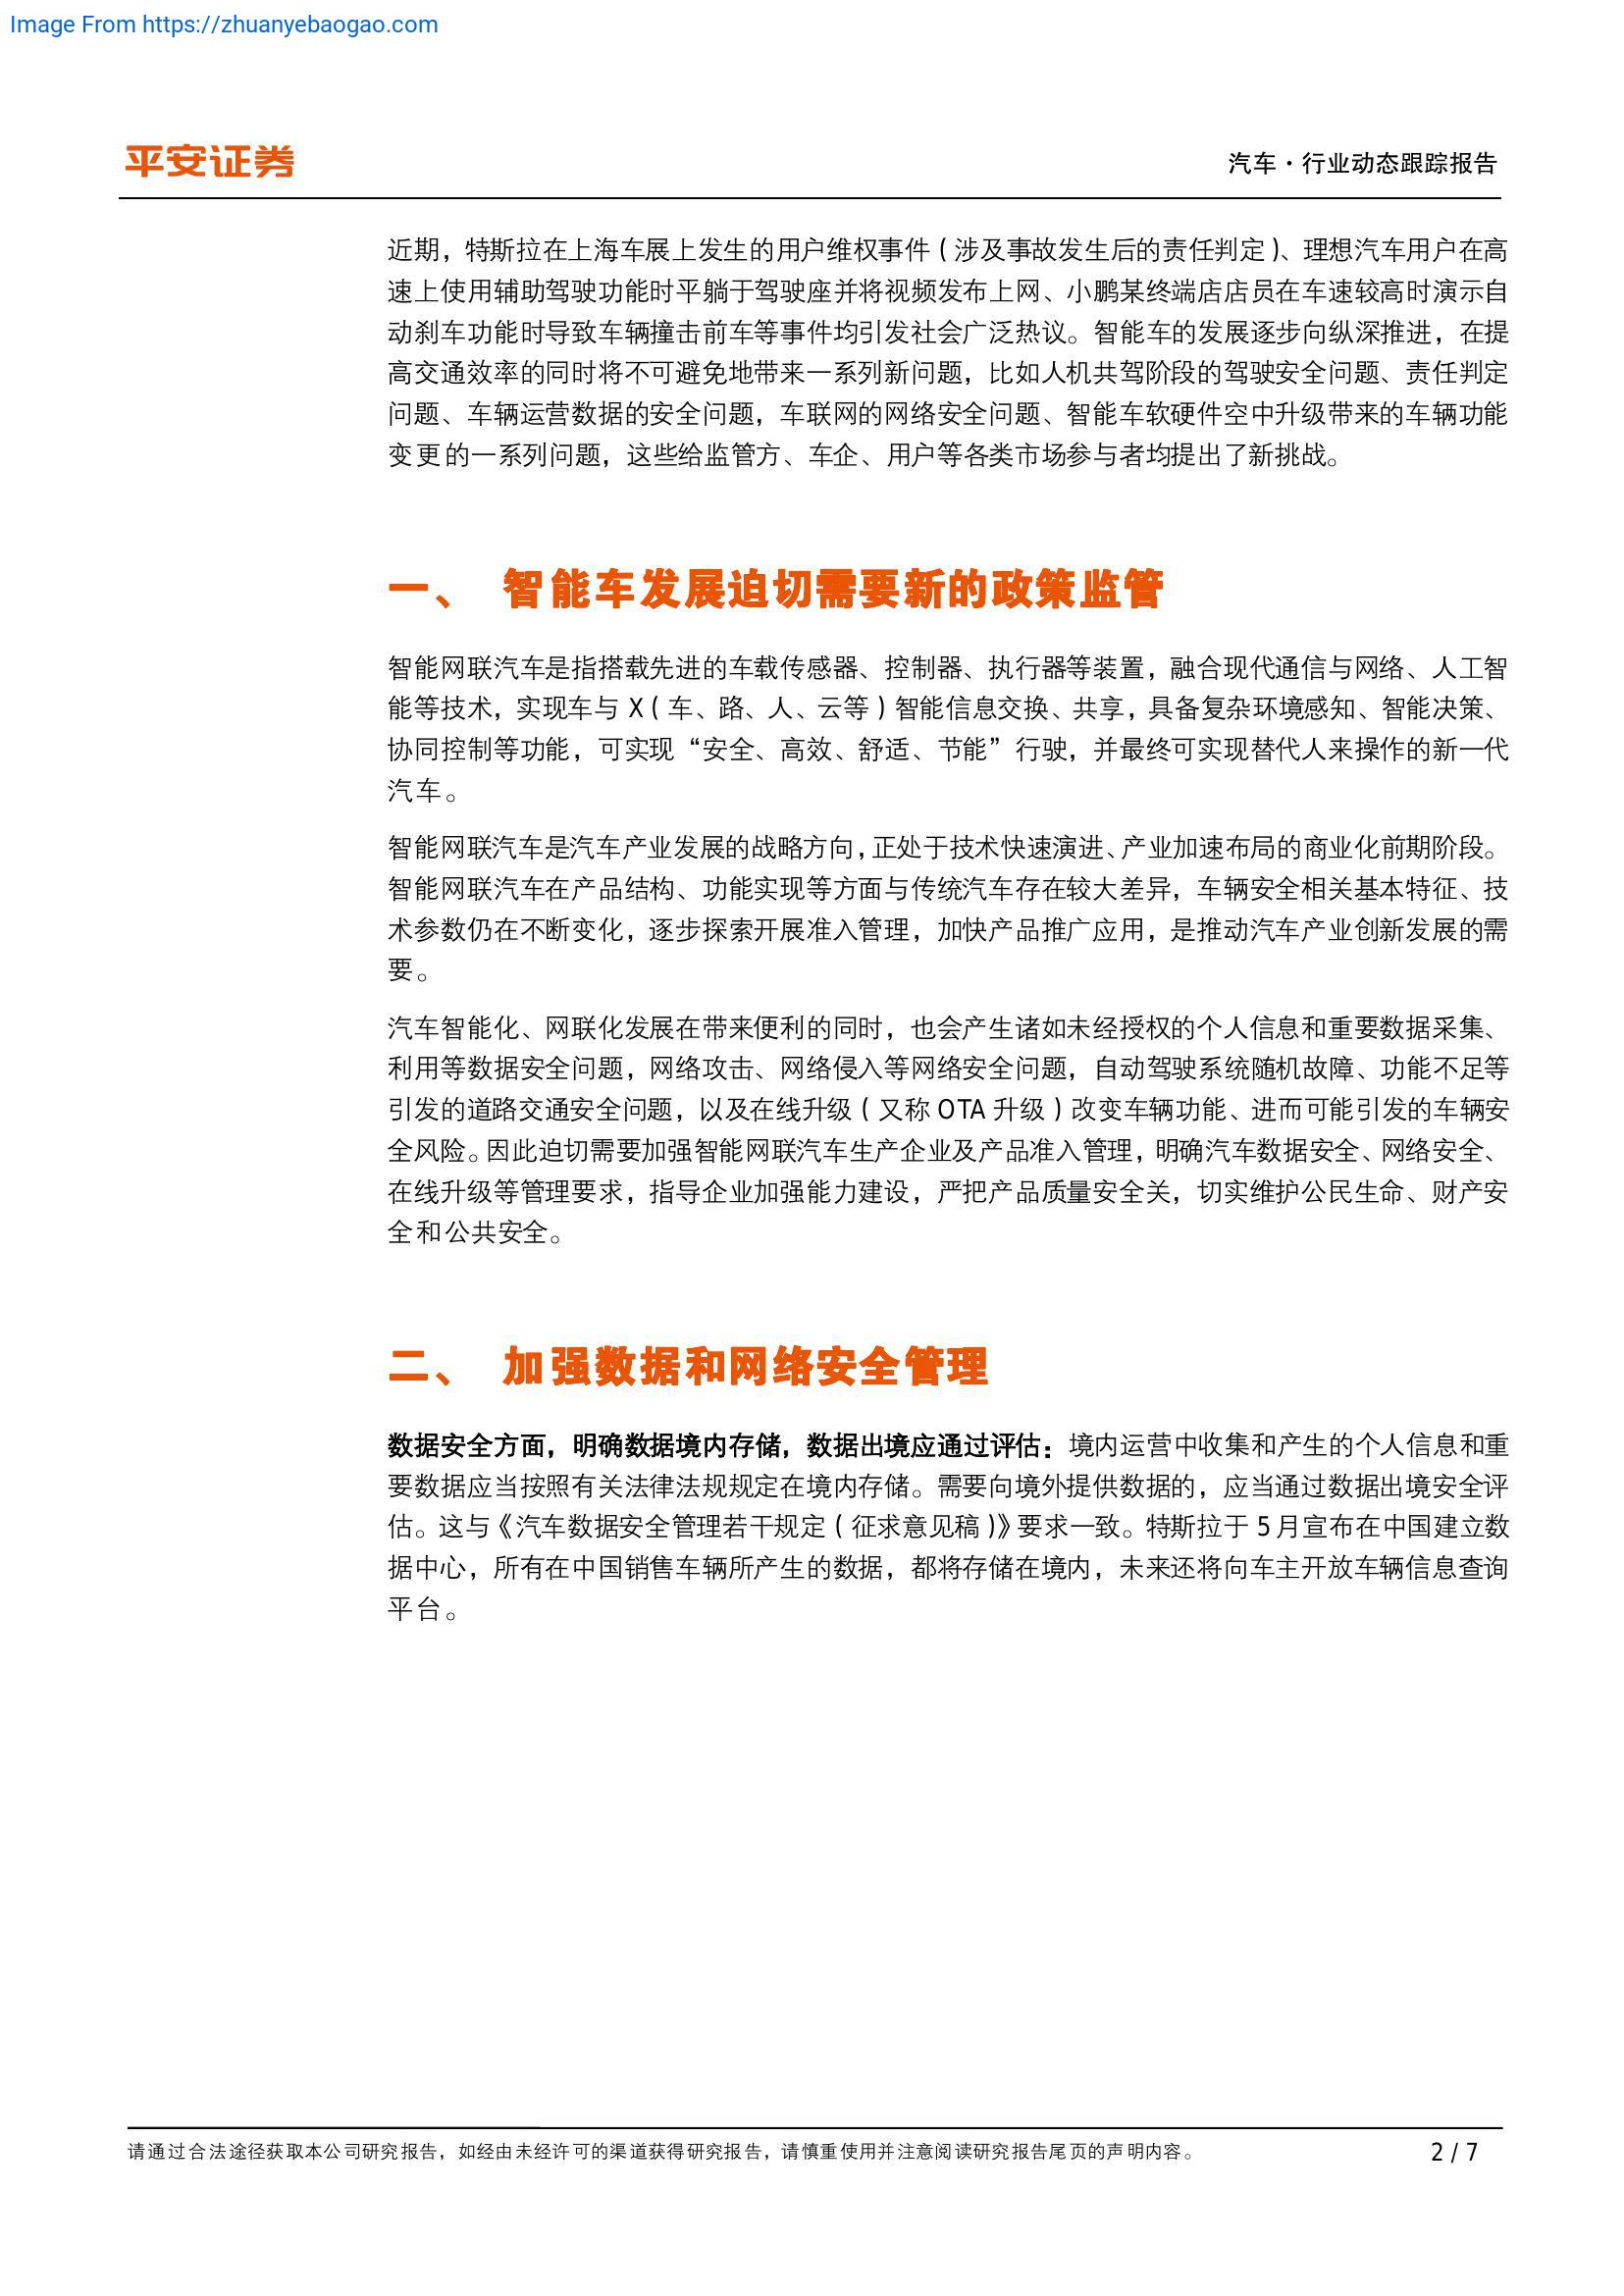 Image From https://zhuanyebaogao.com
平安证券
汽车·行业动态跟踪报告
近期，特斯拉在上海车展上发生的用户维权事件（涉及事故发生后的责任判定）、理想汽车用户在高
速上使用辅助驾驶功能时平躺于驾驶座并将视频发布上网、小鹏某终端店店员在车速较高时演示自
动刹车功能时导致车辆撞击前车等事件均引发社会广泛热议。智能车的发展逐步向纵深推进，在提
高交通效率的同时将不可避免地带来一系列新问题，比如人机共驾阶段的驾驶安全问题、责任判定
问题、车辆运营数据的安全问题，车联网的网络安全问题、智能车软硬件空中升级带来的车辆功能
变更的一系列问题，这些给监管方、车企、用户等各类市场参与者均提出了新挑战。
一、 智能车发展迫切需要新的政策监管
智能网联汽车是指搭载先进的车载传感器、控制器、执行器等装置，融合现代通信与网络、人工智
能等技术，实现车与 X（车、路、人、云等）智能信息交换、共享，具备复杂环境感知、智能决策、
协同控制等功能，可实现“安全、高效、舒适、节能”行驶，并最终可实现替代人来操作的新一代
汽车。
智能网联汽车是汽车产业发展的战略方向，正处于技术快速演进、产业加速布局的商业化前期阶段。
智能网联汽车在产品结构、功能实现等方面与传统汽车存在较大差异，车辆安全相关基本特征、技
术参数仍在不断变化，逐步探索开展准入管理，加快产品推广应用，是推动汽车产业创新发展的需
要。
汽车智能化、网联化发展在带来便利的同时，也会产生诸如未经授权的个人信息和重要数据采集、
利用等数据安全问题，网络攻击、网络侵入等网络安全问题，自动驾驶系统随机故障、功能不足等
引发的道路交通安全问题，以及在线升级（又称 OTA 升级）改变车辆功能、进而可能引发的车辆安
全风险。因此迫切需要加强智能网联汽车生产企业及产品准入管理，明确汽车数据安全、网络安全、
在线升级等管理要求，指导企业加强能力建设，严把产品质量安全关，切实维护公民生命、财产安
全和公共安全。
二、 加强数据和网络安全管理
数据安全方面，明确数据境内存储，数据出境应通过评估：境内运营中收集和产生的个人信息和重
要数据应当按照有关法律法规规定在境内存储。需要向境外提供数据的，应当通过数据出境安全评
估。这与《汽车数据安全管理若干规定（征求意见稿）》要求一致。特斯拉于 5 月宣布在中国建立数
据中心，所有在中国销售车辆所产生的数据，都将存储在境内，未来还将向车主开放车辆信息查询
平台。
请通过合法途径获取本公司研究报告，如经由未经许可的渠道获得研究报告，请慎重使用并注意阅读研究报告尾页的声明内容。
2 / 7